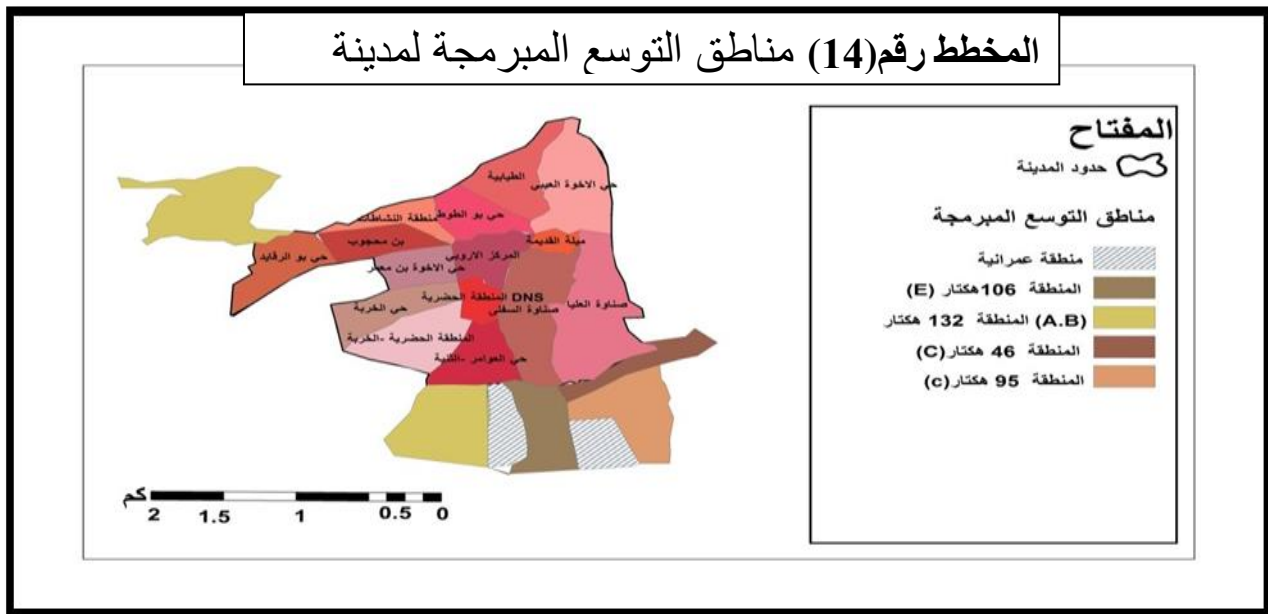 المخطط رقم(14) مناطق التوسع المبرمجة لمدينة
المفتاح
حدود المدينة
مناطق التوسع المبرمجة
منطقة عمرانية
المنطقة 106هكتار (E)
(A.B) المنطقة 132 هكتار
المنطقة 46 هكتار(C)
المنطقة 95 هكتار(c)
الطيابية
حي الاخوة العيبي
حي بو الطوط
منطقة النشاطات
ميلة القديمة
بن محجوب
المركز الاروبي
حي بو الرقايد
حي الاخوة بن معمر
صناوة العليا
المنطقة الحضرية DNS
صناوة السفلى
حي الخربة
المنطقة الحضرية -الخربة
حي العوامر -الثنية
كم
2 1.5 1 0.5 0